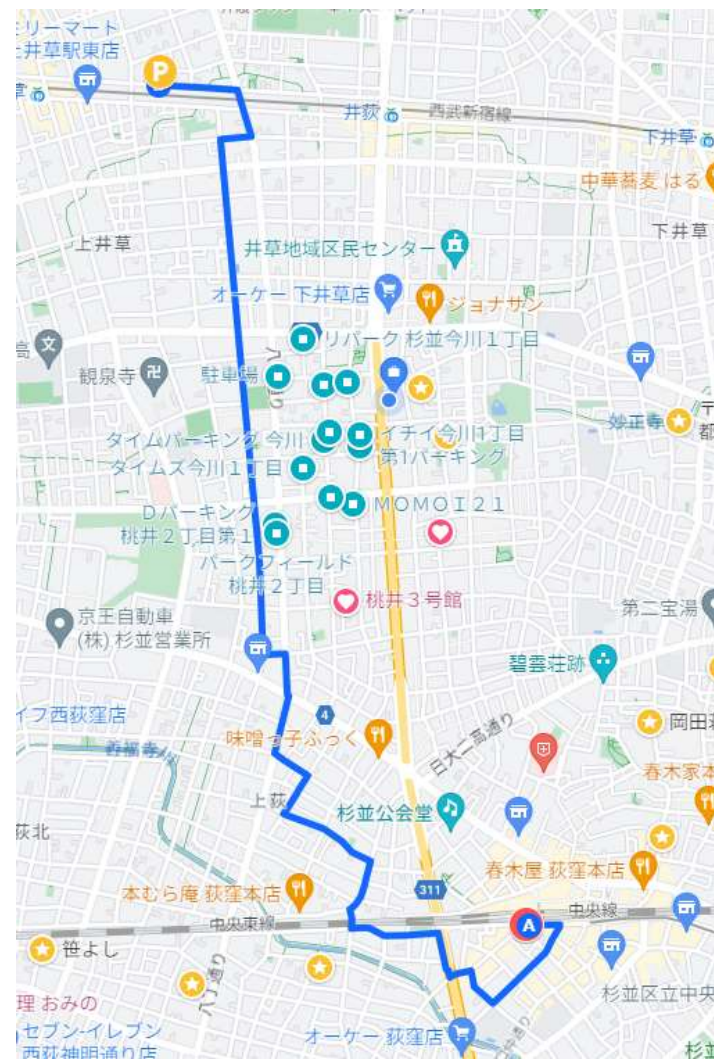 ミリーマート
上井草駅東店
P
井荻
西武新宿線
下井草
中華蕎麦 はる
上井草
下井草
井草地域区民センター
オーケー 下井草店
ジョナサン
リパーク 杉並今川1丁目
駐車場
観泉寺
妙正寺
タイムパーキング 今川
イチイ今川1丁目
第1パーキング
タイムズ今川1丁目
Dパーキング
桃井2丁目第1
MOMOI21
パークフィールド
桃井2丁目
桃井3号館
京王自動車
(株) 杉並営業所
第二宝湯
碧雲荘跡
イフ西荻窪店
4
味噌っ子ふっく
日大二高通り
岡田
善福寺川
春木家本
上荻
杉並公会堂
荻北
春木屋 荻窪本店
311
本むら庵 荻窪本店
中央東線
A
中央線
笹よし
八丁通り
杉並区立中央
理 おみの
セブン-イレブン
西荻神明通り店
オーケー 荻窪店
杉並